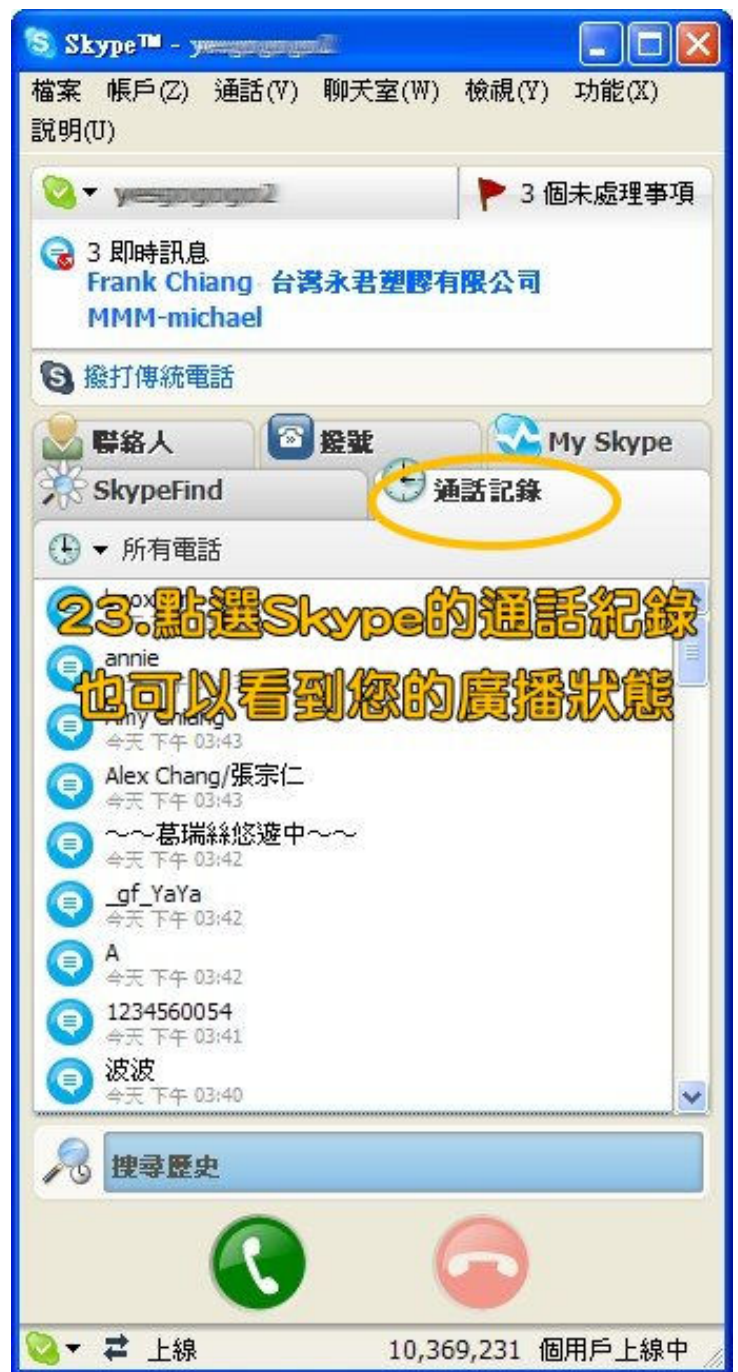 Skype™ -
檔案 帳戶(Z) 通話(V) 聊天室(W) 檢視(Y) 功能(X)
說明(U)
3 個未處理事項
3 即時訊息
Frank Chiang 台灣永君塑膠有限公司
MMM-michael
撥打傳統電話
聯絡人 撥號 My Skype
SkypeFind 通話記錄
所有電話
23.點選Skype的通話紀錄
annie
也可以看到您的廣播狀態
今天 下午 03:43
Alex Chang/張宗仁
今天 下午 03:43
～～葛瑞絲悠遊中～～
今天 下午 03:42
_gf_YaYa
今天 下午 03:42
A
今天 下午 03:42
1234560054
今天 下午 03:41
波波
今天 下午 03:40
搜尋歷史
上線 10,369,231 個用戶上線中